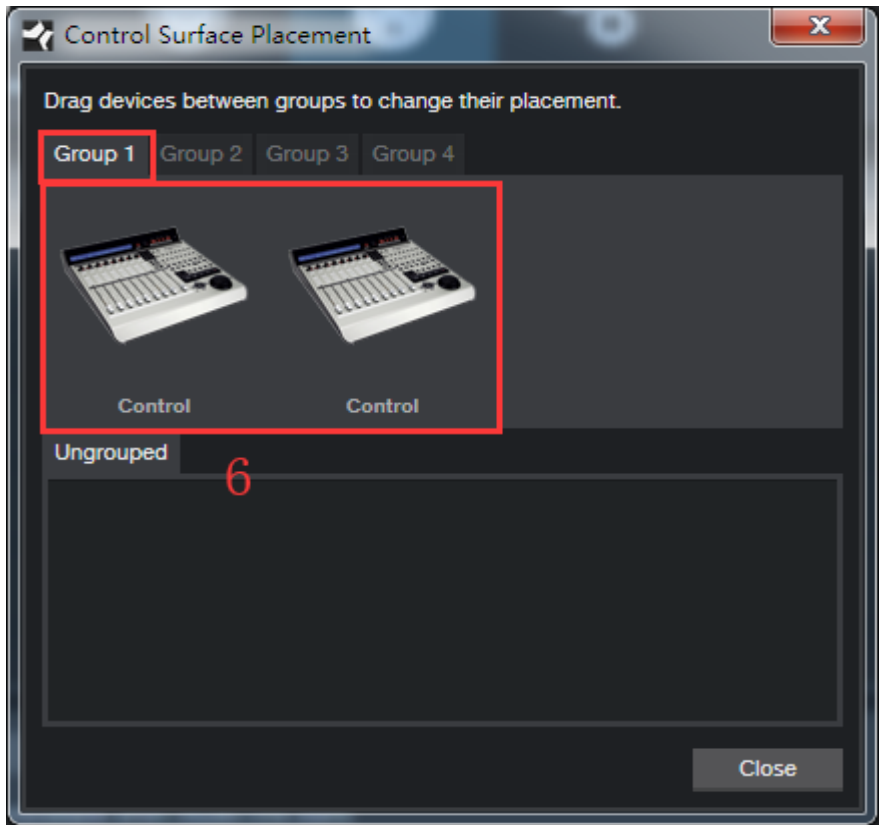 Control Surface Placement
Drag devices between groups to change their placement.
Group 1 Group 2 Group 3 Group 4
Control Control
Ungrouped
6
Close